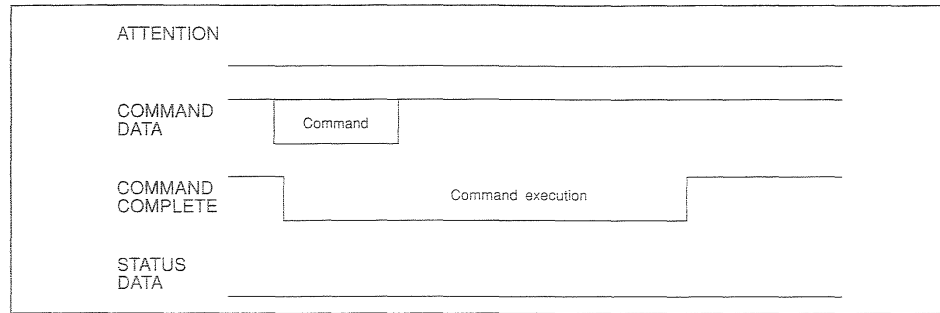 ATTENTION
COMMAND
DATA
Command
COMMAND
COMPLETE
Command execution
STATUS
DATA